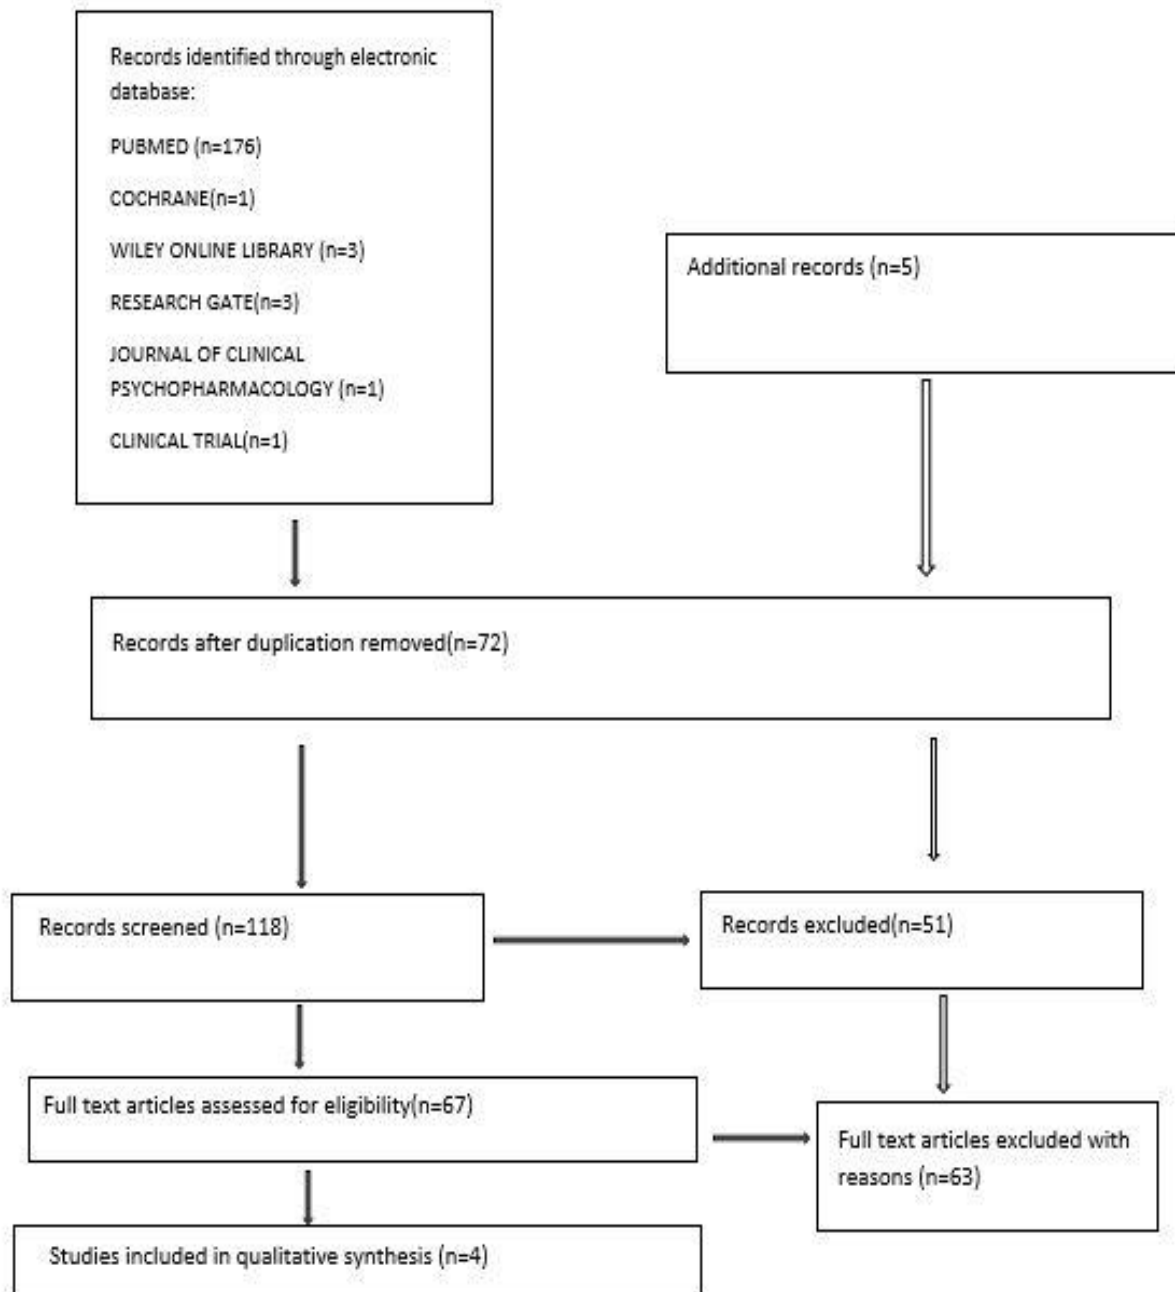 Records identified through electronic
database:
PUBMED (n=176)
COCHRANE(n=1)
WILEY ONLINE LIBRARY (n=3)
RESEARCH GATE(n=3)
JOURNAL OF CLINICAL
PSYCHOPHARMACOLOGY (n=1)
CLINICAL TRIAL(n=1)
Additional records (n=5)
Records after duplication removed(n=72)
Records screened (n=118)
Records excluded(n=51)
Full text articles assessed for eligibility(n=67)
Full text articles excluded with
reasons (n=63)
Studies included in qualitative synthesis (n=4)